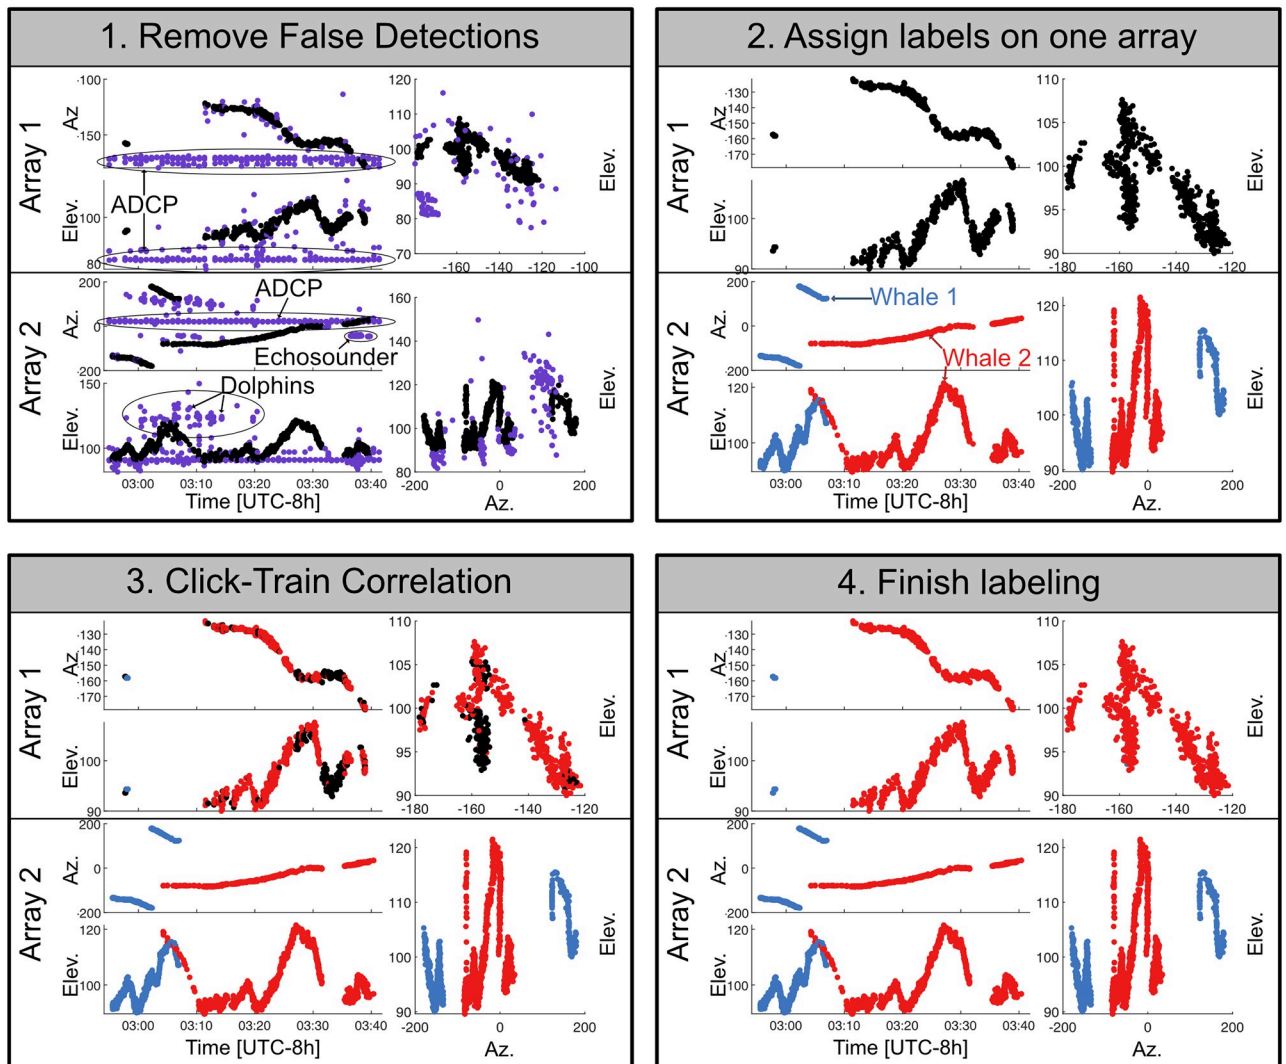 1. Remove False Detections
Array 1
Az
-100
-150
ADCP
Elev.
100
80
120
110
100
90
80
70
-160 -140 -120 -100
Elev.
Array 2
Az.
200
0
-200
ADCP
Echosounder
Elev.
150
100
Dolphins
03:00 03:10 03:20 03:30 03:40
Time [UTC-8h]
160
140
120
100
80
-200 0 200
Az.
Elev.
2. Assign labels on one array
Array 1
Az.
-130
-140
-150
-160
-170
Elev.
100
90
110
105
100
95
90
-180 -160 -140 -120
Elev.
Array 2
Az.
200
0
-200
Whale 1
Whale 2
Elev.
120
100
03:00 03:10 03:20 03:30 03:40
Time [UTC-8h]
120
110
100
90
-200 0 200
Az.
Elev.
3. Click-Train Correlation
Array 1
Az
-130
-140
150
-160
-170
Elev.
100
90
110
105
100
95
90
-180 -160 -140 -120
Elev.
Array 2
Az.
200
0
-200
Elev.
120
100
03:00 03:10 03:20 03:30 03:40
Time [UTC-8h]
120
110
100
90
-200 0 200
Az.
Elev.
4. Finish labeling
Array 1
Az.
-130
-140
150
-160
-170
Elev.
100
90
110
105
100
95
90
-180 -160 -140 -120
Elev.
Array 2
Az.
200
0
-200
Elev.
120
100
03:00 03:10 03:20 03:30 03:40
Time [UTC-8h]
120
110
100
90
-200 0 200
Az.
Elev.